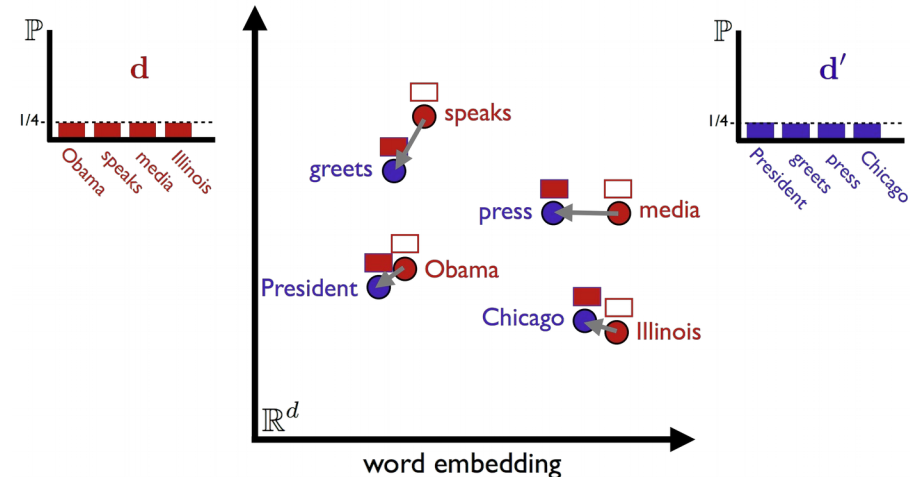 ℙ
d
1/4
Obama
speaks
media
Illinois
speaks
greets
press
media
Obama
President
Chicago
Illinois
ℝᵈ
word embedding
ℙ
d′
1/4
President
greets
press
Chicago